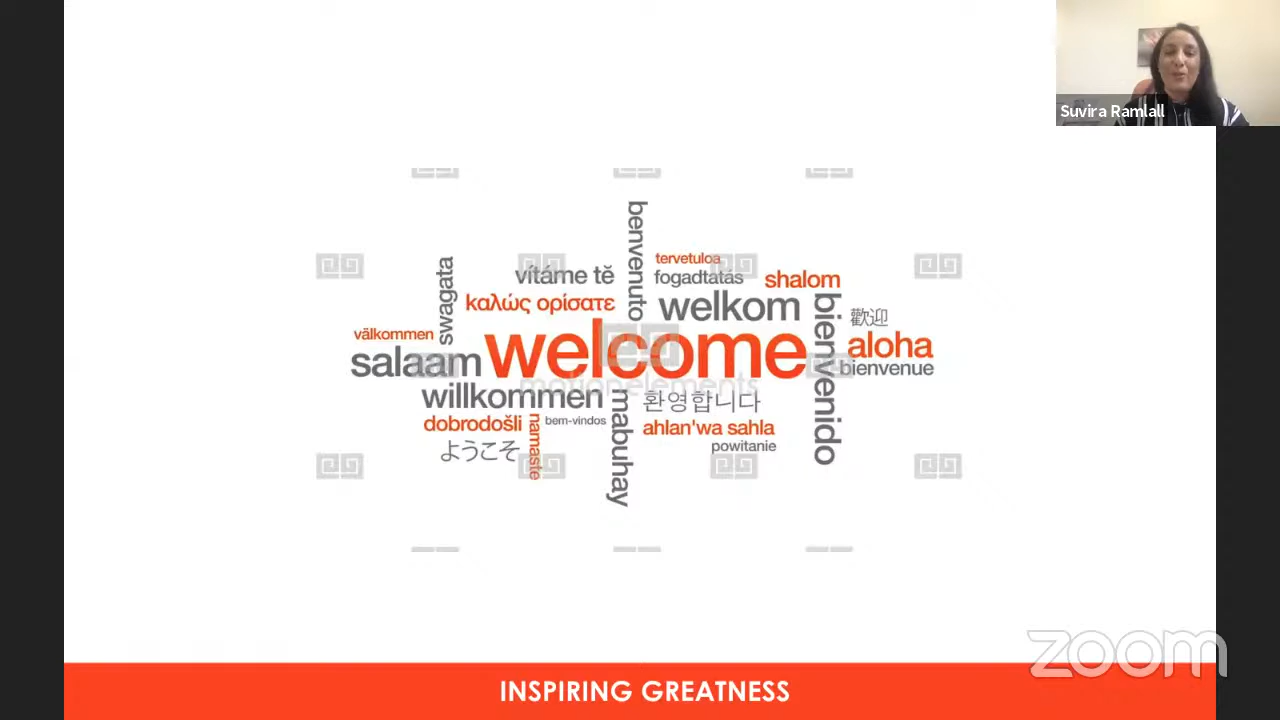 Suvira Ramlall
benvenuto
tervetuloa
swagata
vítáme tě
fogadtatás
shalom
καλώς ορίσατε
welkom
bienvenido
歡迎
välkommen
welcome
aloha
salaam
bienvenue
motionelements
willkommen
mabuhay
환영합니다
dobrodošli
namaste
bem-vindos
ahlan'wa sahla
ようこそ
powitanie
zoom
INSPIRING GREATNESS